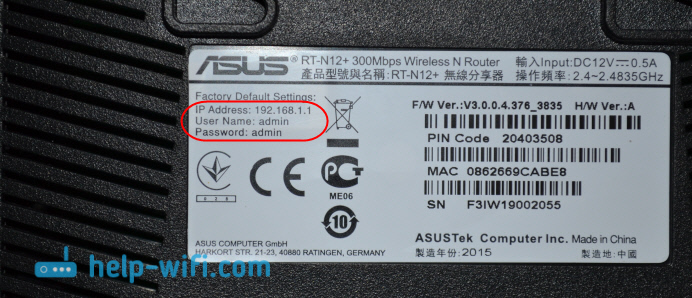 ASUS RT-N12+ 300Mbps Wireless N Router
產品型號與名稱:RT-N12+ 無線分享器
輸入Input:DC12V⎓0.5A
操作頻率:2.4~2.4835GHz
Factory Default Settings:
IP Address: 192.168.1.1
User Name: admin
Password: admin
F/W Ver.:V3.0.0.4.376_3835 H/W Ver.:A
PIN Code 20403508
MAC 0862669CABE8
SN F3IW19002055
ME06
10
ASUS COMPUTER GmbH
HARKORT STR. 21-23, 40880 RATINGEN, GERMANY
ASUSTek Computer Inc. Made in China
製造年份:2015 製造地:中國
help-wifi.com